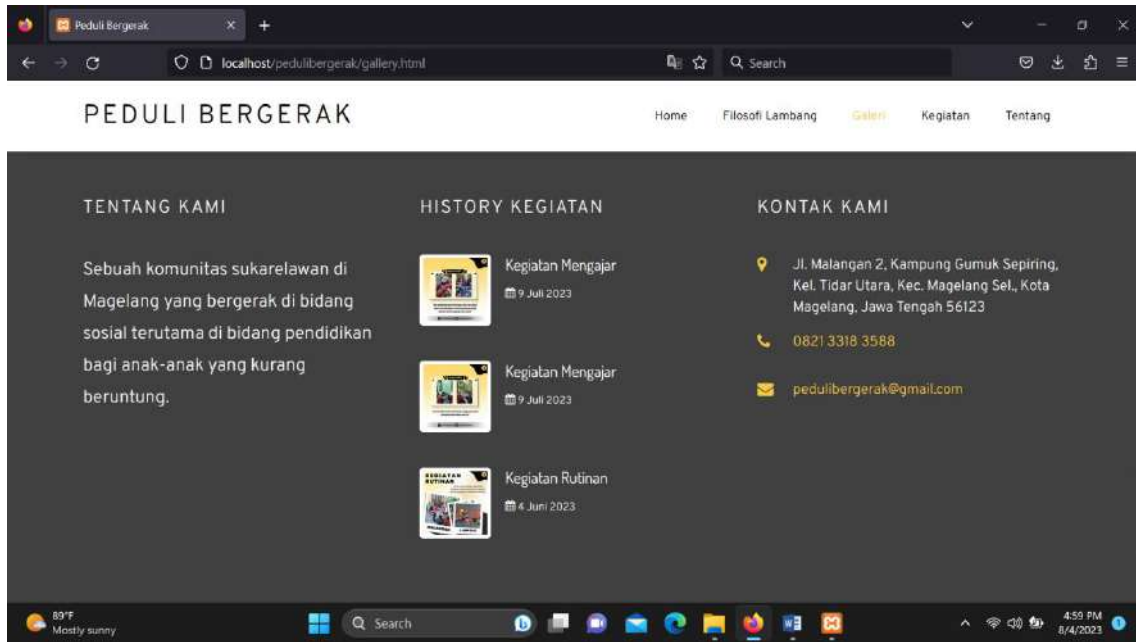 Peduli Bergerak
localhost/pedulibergerak/gallery.html
Search
PEDULI BERGERAK
Home
Filosofi Lambang
Galeri
Kegiatan
Tentang
TENTANG KAMI
Sebuah komunitas sukarelawan di
Magelang yang bergerak di bidang
sosial terutama di bidang pendidikan
bagi anak-anak yang kurang
beruntung.
HISTORY KEGIATAN
Kegiatan Mengajar
9 Juli 2023
Kegiatan Mengajar
9 Juli 2023
KEGIATAN
RUTINAN
Kegiatan Rutinan
4 Juni 2023
KONTAK KAMI
Jl. Malangan 2, Kampung Gumuk Sepiring,
Kel. Tidar Utara, Kec. Magelang Sel., Kota
Magelang, Jawa Tengah 56123
0821 3318 3588
pedulibergerak@gmail.com
89°F
Mostly sunny
Search
4:59 PM
8/4/2023